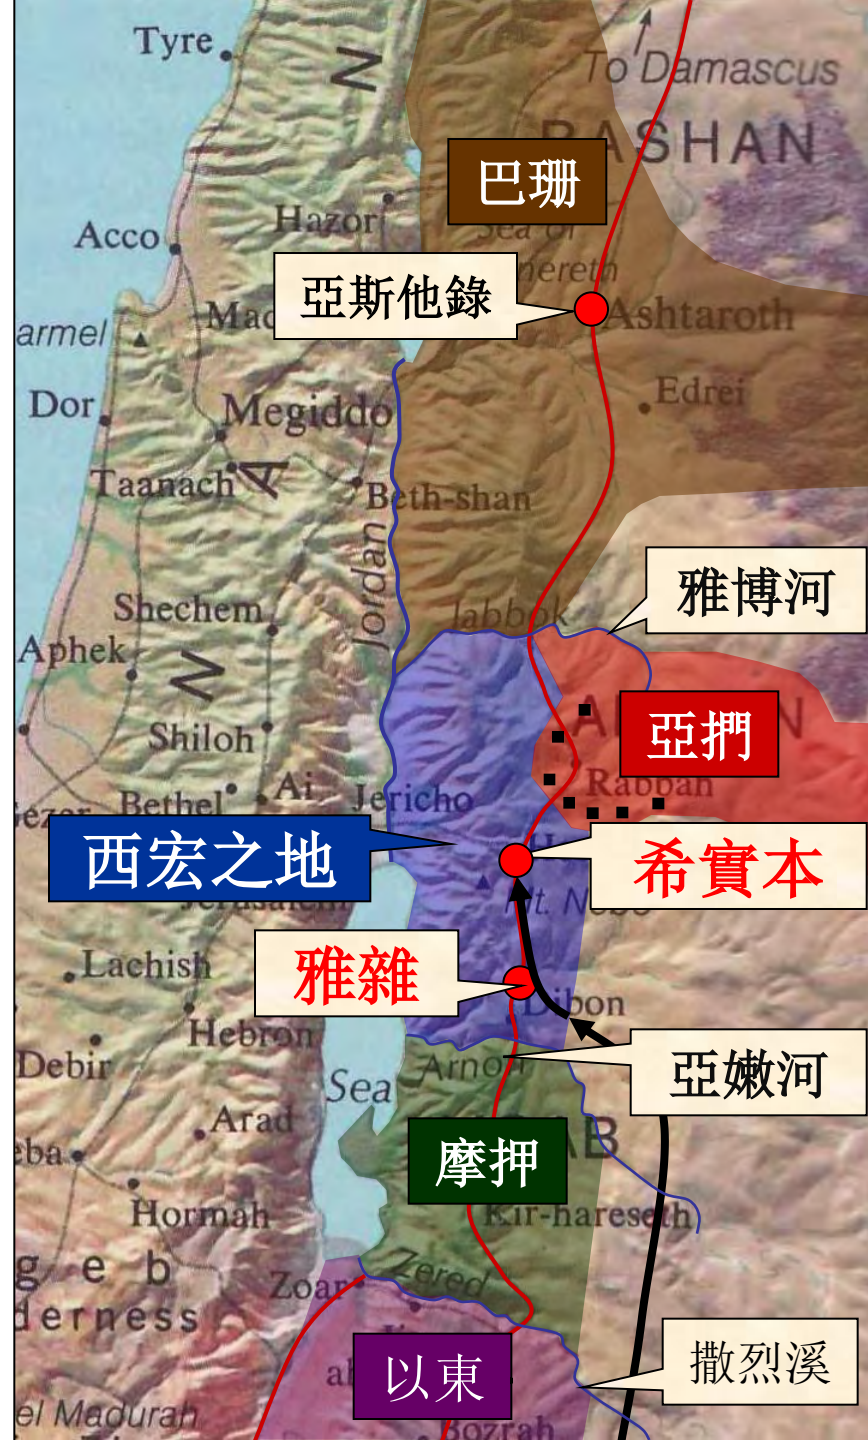 Tyre
N
To Damascus
巴珊
Hazor
Acco
亞斯他錄
Ashtaroth
Dor
Megiddo
Edrei
A
Taanach
Beth-shan
Jordan
雅博河
Jabbok
Shechem
Aphek
N
亞捫
Shiloh
Rabbah
Ai
Bethel
Jericho
西宏之地
希實本
Jerusalem
Mt. Nebo
Lachish
雅雜
Dibon
Hebron
Debir
亞嫩河
Arnon
Sea
Arad
摩押
Hormah
Kir-hareseth
Zered
Zoar
撒烈溪
以東
Bozrah